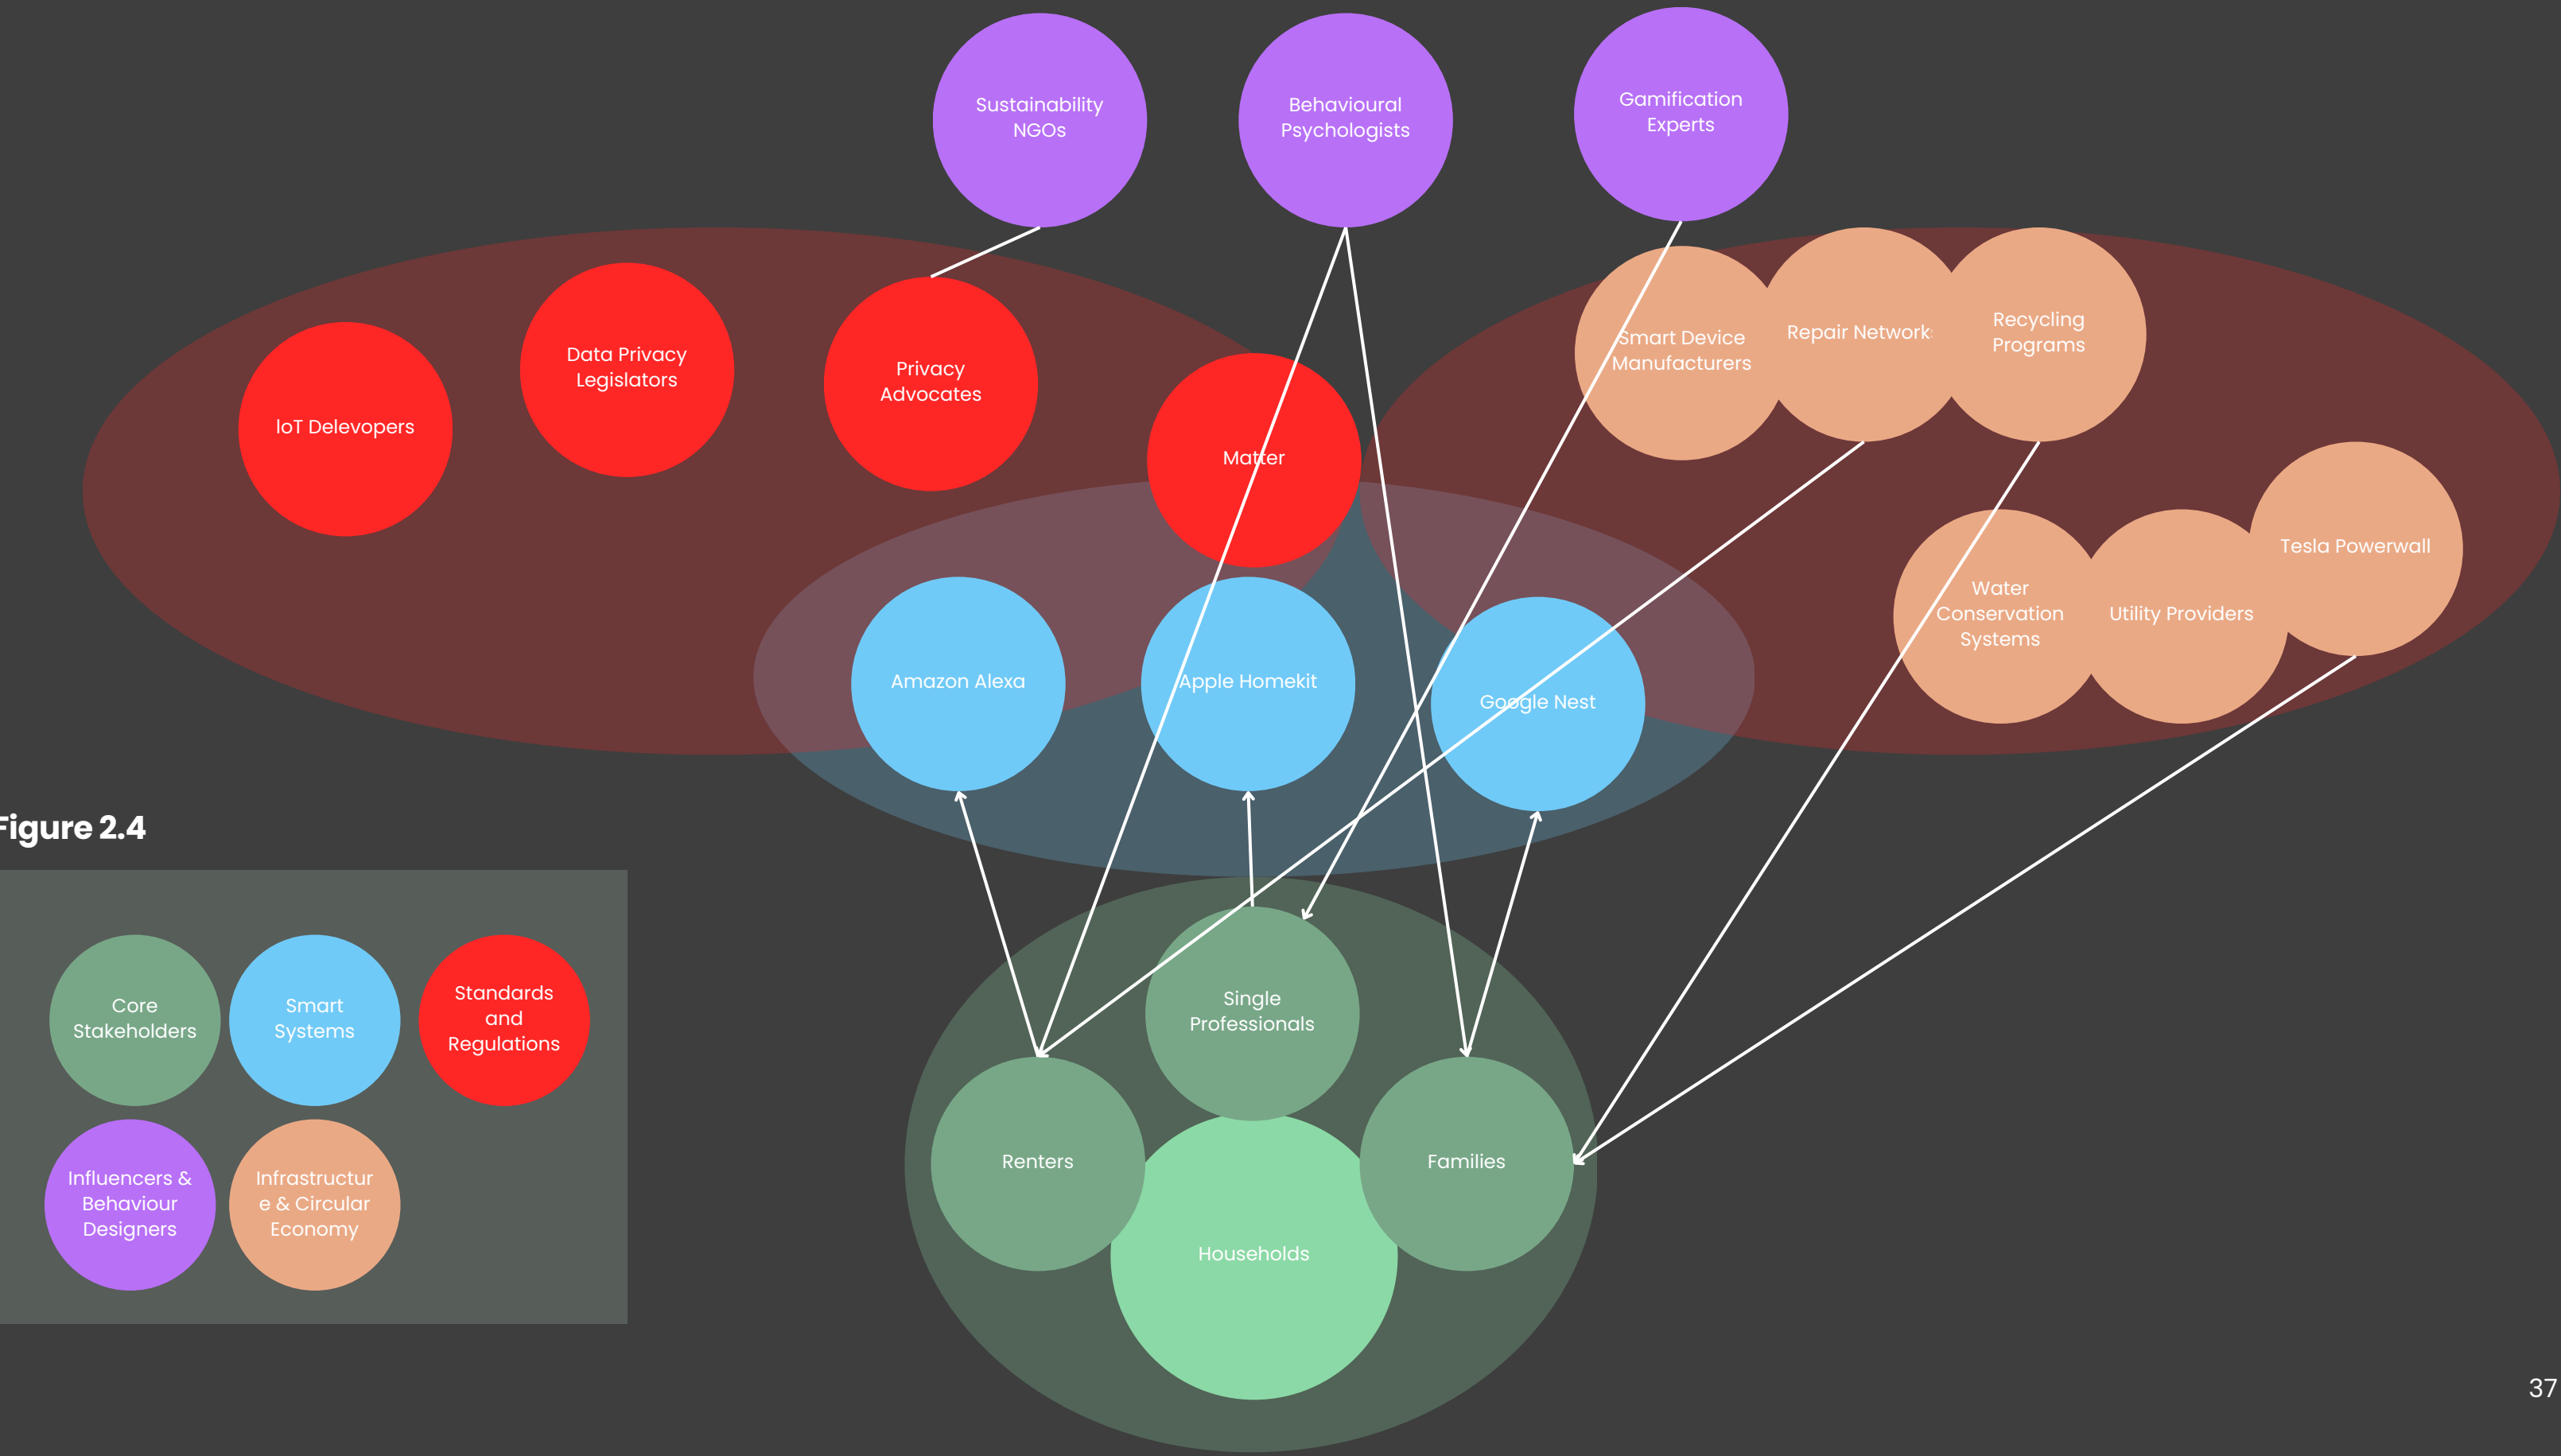 Sustainability
NGOs
Behavioural
Psychologists
Gamification
Experts
IoT Delevopers
Data Privacy
Legislators
Privacy
Advocates
Matter
Smart Device
Manufacturers
Repair Network
Recycling
Programs
Water
Conservation
Systems
Utility Providers
Tesla Powerwall
Amazon Alexa
Apple Homekit
Google Nest
Figure 2.4
Core
Stakeholders
Smart
Systems
Standards
and
Regulations
Influencers &
Behaviour
Designers
Infrastructur
e & Circular
Economy
Single
Professionals
Renters
Families
Households
37